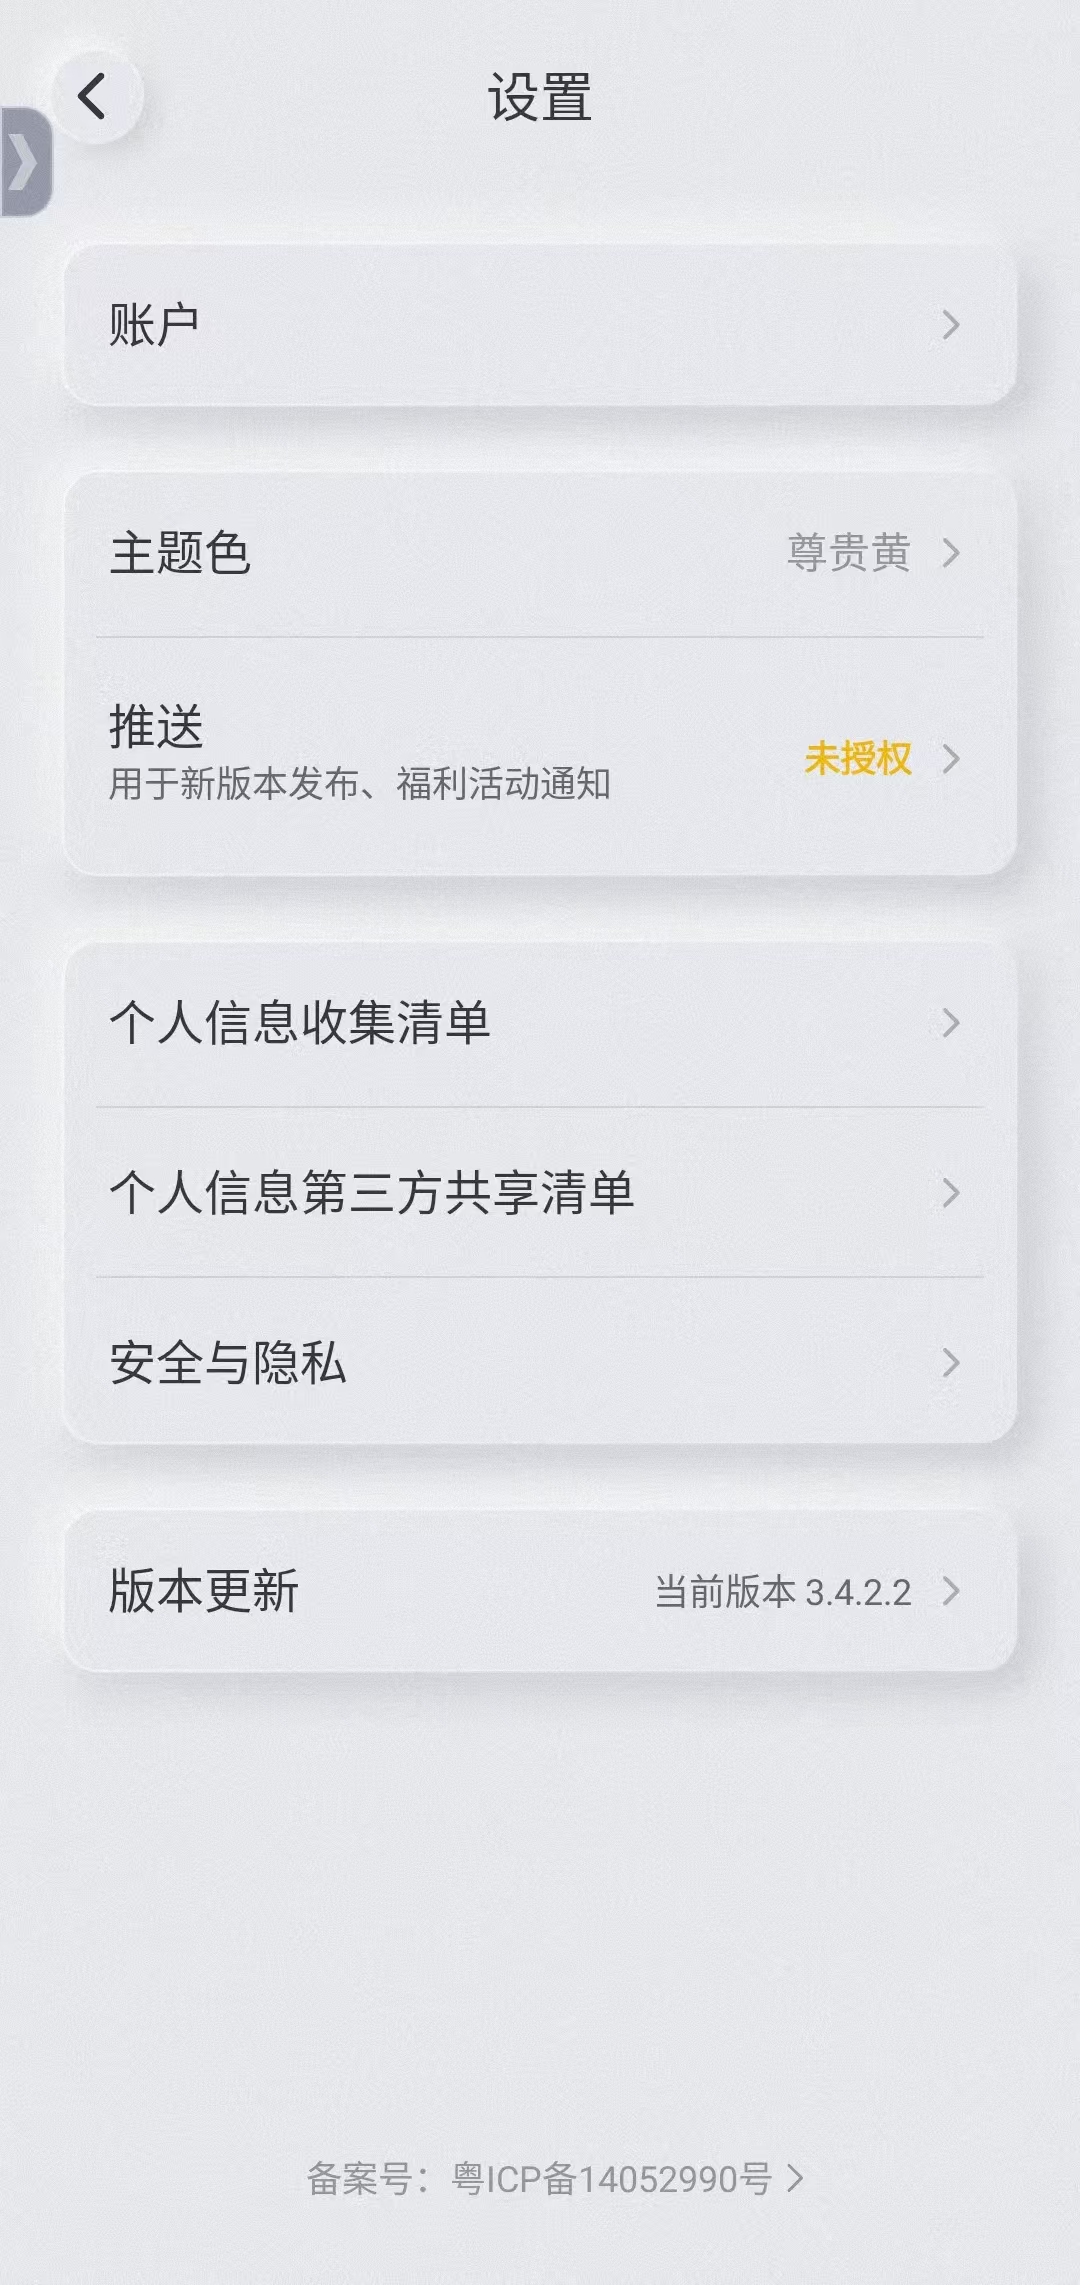 设置
账户
主题色 尊贵黄
推送
用于新版本发布、福利活动通知
未授权
个人信息收集清单
个人信息第三方共享清单
安全与隐私
版本更新 当前版本 3.4.2.2
备案号：粤ICP备14052990号